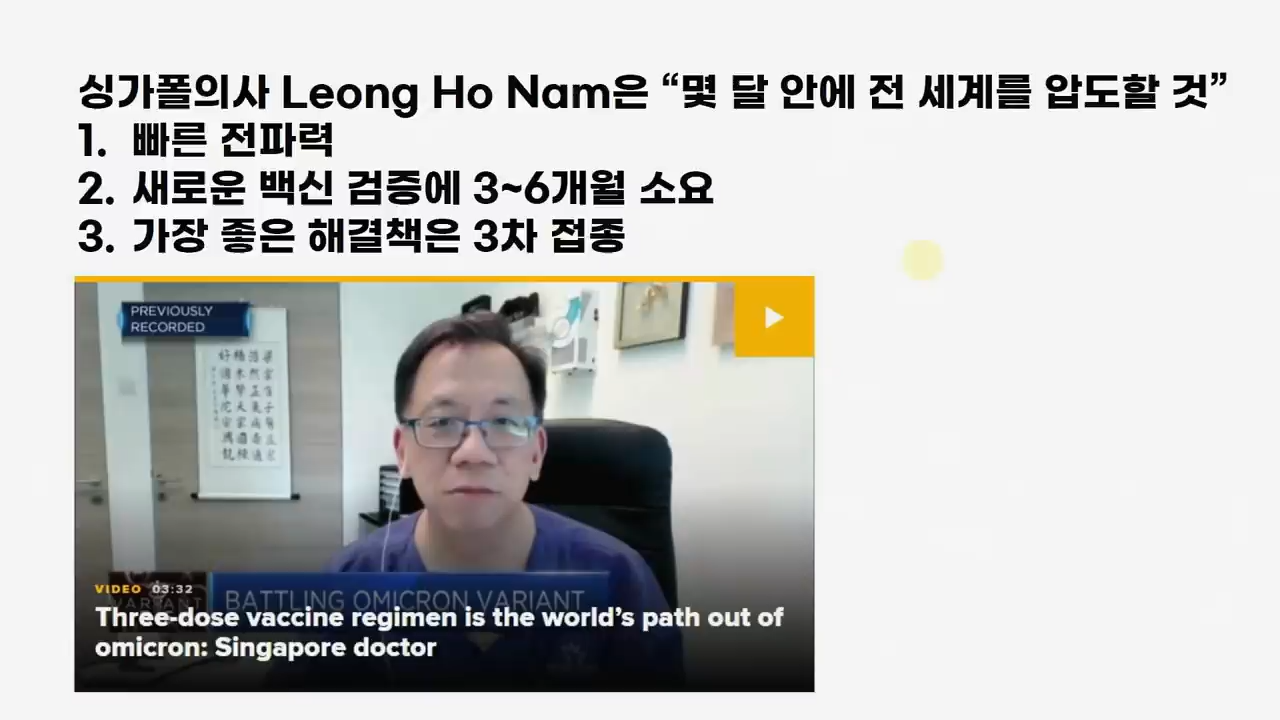 싱가폴의사 Leong Ho Nam은 “몇 달 안에 전 세계를 압도할 것”
1. 빠른 전파력
2. 새로운 백신 검증에 3~6개월 소요
3. 가장 좋은 해결책은 3차 접종
PREVIOUSLY
RECORDED
VIDEO 03:32
VARIANT
BATTLING OMICRON VARIANT
Three-dose vaccine regimen is the world’s path out of
omicron: Singapore doctor